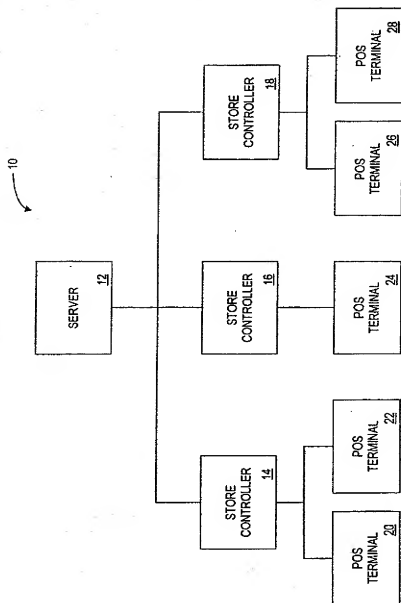 10
SERVER
12
STORE
CONTROLLER
14
STORE
CONTROLLER
16
STORE
CONTROLLER
18
POS
TERMINAL
20
POS
TERMINAL
22
POS
TERMINAL
24
POS
TERMINAL
26
POS
TERMINAL
28